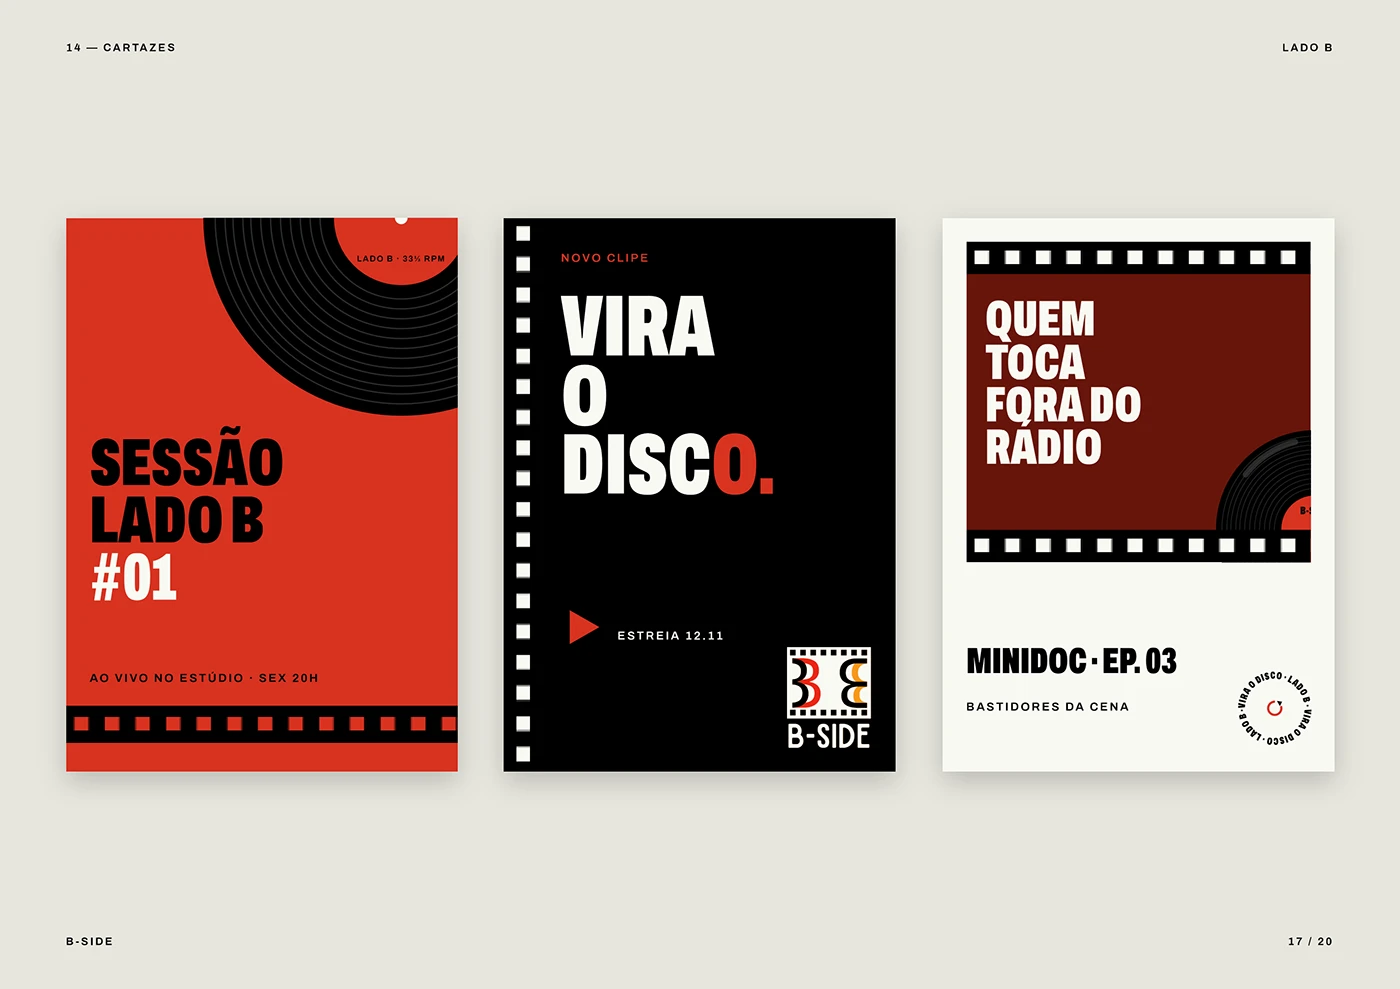 14 — CARTAZES
LADO B
LADO B · 33⅓ RPM
SESSÃO
LADO B
#01
AO VIVO NO ESTÚDIO · SEX 20H
NOVO CLIPE
VIRA
O
DISCO.
ESTREIA 12.11
B-SIDE
QUEM
TOCA
FORA DO
RÁDIO
B-S
MINIDOC · EP. 03
BASTIDORES DA CENA
VIRA O DISCO · LADO B · VIRA O DISCO · LADO B ·
B-SIDE
17 / 20